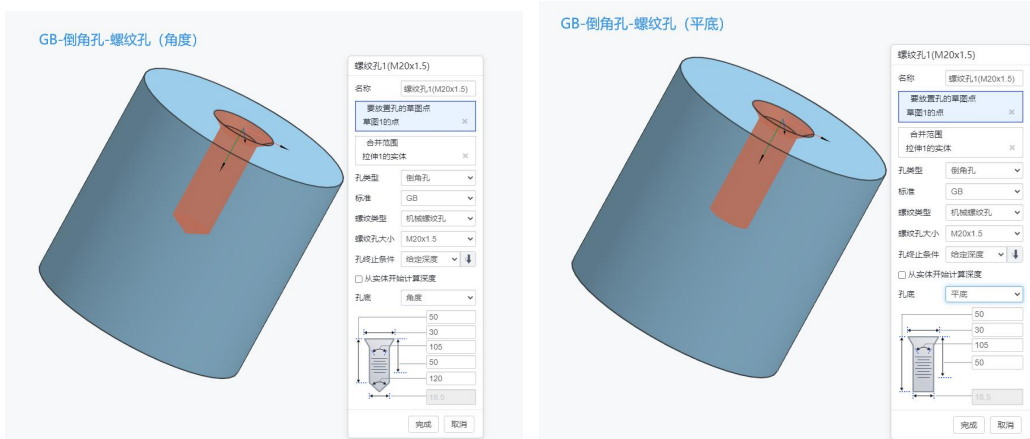 GB-倒角孔-螺纹孔（角度）
螺纹孔1(M20x1.5)
名称 螺纹孔1(M20x1.5)
要放置孔的草图点
草图1的点 ×
合并范围
拉伸1的实体 ×
孔类型 倒角孔
标准 GB
螺纹类型 机械螺纹孔
螺纹孔大小 M20x1.5
孔终止条件 给定深度
从实体开始计算深度
孔底 角度
50
30
105
50
120
18.5
完成 取消
GB-倒角孔-螺纹孔（平底）
螺纹孔1(M20x1.5)
名称 螺纹孔1(M20x1.5)
要放置孔的草图点
草图1的点 ×
合并范围
拉伸1的实体 ×
孔类型 倒角孔
标准 GB
螺纹类型 机械螺纹孔
螺纹孔大小 M20x1.5
孔终止条件 给定深度
从实体开始计算深度
孔底 平底
50
30
105
50
18.5
完成 取消